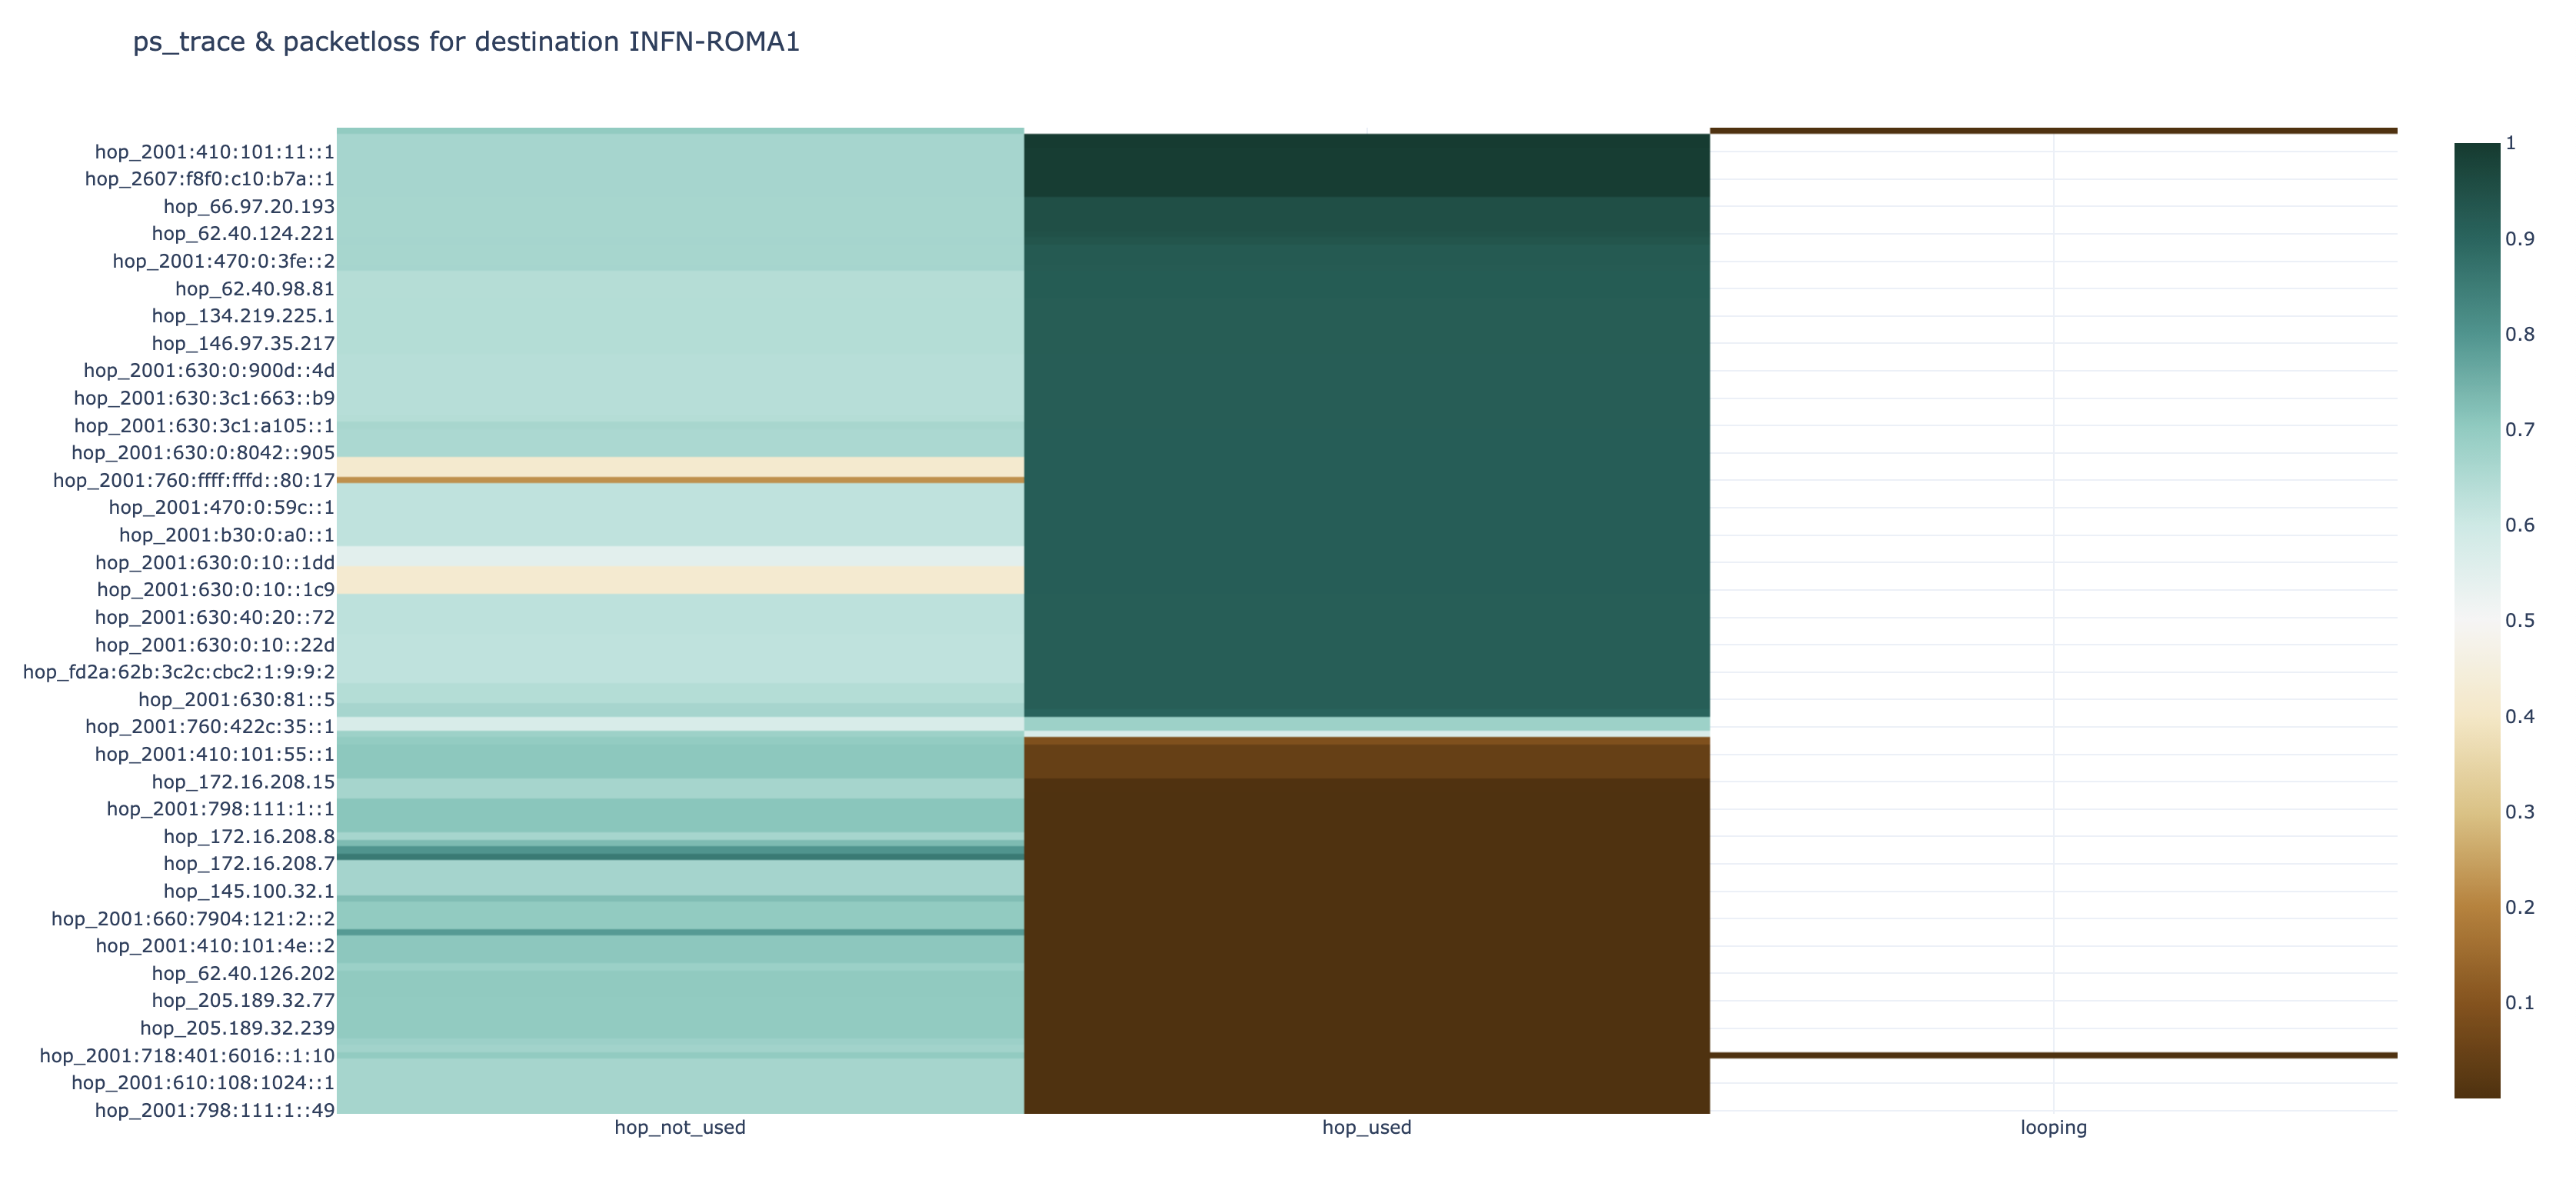 ps_trace & packetloss for destination INFN-ROMA1
hop_2001:410:101:11::1
hop_2607:f8f0:c10:b7a::1
hop_66.97.20.193
hop_62.40.124.221
hop_2001:470:0:3fe::2
hop_62.40.98.81
hop_134.219.225.1
hop_146.97.35.217
hop_2001:630:0:900d::4d
hop_2001:630:3c1:663::b9
hop_2001:630:3c1:a105::1
hop_2001:630:0:8042::905
hop_2001:760:ffff:fffd::80:17
hop_2001:470:0:59c::1
hop_2001:b30:0:a0::1
hop_2001:630:0:10::1dd
hop_2001:630:0:10::1c9
hop_2001:630:40:20::72
hop_2001:630:0:10::22d
hop_fd2a:62b:3c2c:cbc2:1:9:9:2
hop_2001:630:81::5
hop_2001:760:422c:35::1
hop_2001:410:101:55::1
hop_172.16.208.15
hop_2001:798:111:1::1
hop_172.16.208.8
hop_172.16.208.7
hop_145.100.32.1
hop_2001:660:7904:121:2::2
hop_2001:410:101:4e::2
hop_62.40.126.202
hop_205.189.32.77
hop_205.189.32.239
hop_2001:718:401:6016::1:10
hop_2001:610:108:1024::1
hop_2001:798:111:1::49
hop_not_used
hop_used
looping
1
0.9
0.8
0.7
0.6
0.5
0.4
0.3
0.2
0.1